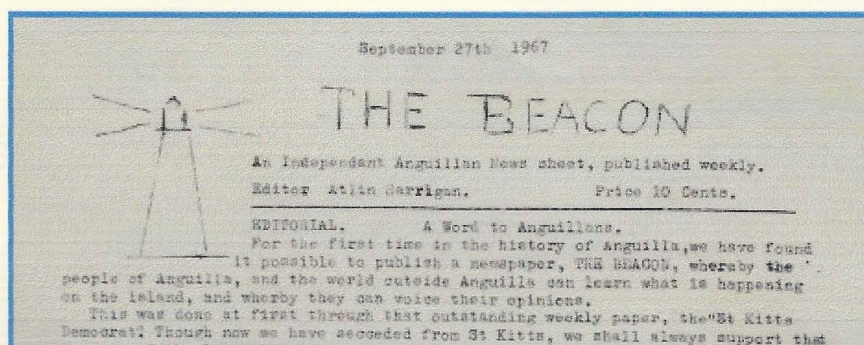 September 27th 1967
THE BEACON
An Independant Anguillan News sheet, published weekly.
Editor Atlin Harrigan. Price 10 Cents.
EDITORIAL. A Word to Anguillans.
For the first time in the history of Anguilla,we have found
it possible to publish a newspaper, THE BEACON, whereby the
people of Anguilla, and the world outside Anguilla can learn what is happening
on the island, and wherby they can voice their opinions.
This was done at first through that outstanding weekly paper, the"St Kitts
Democrat". Though now we have secceded from St Kitts, we shall always support that